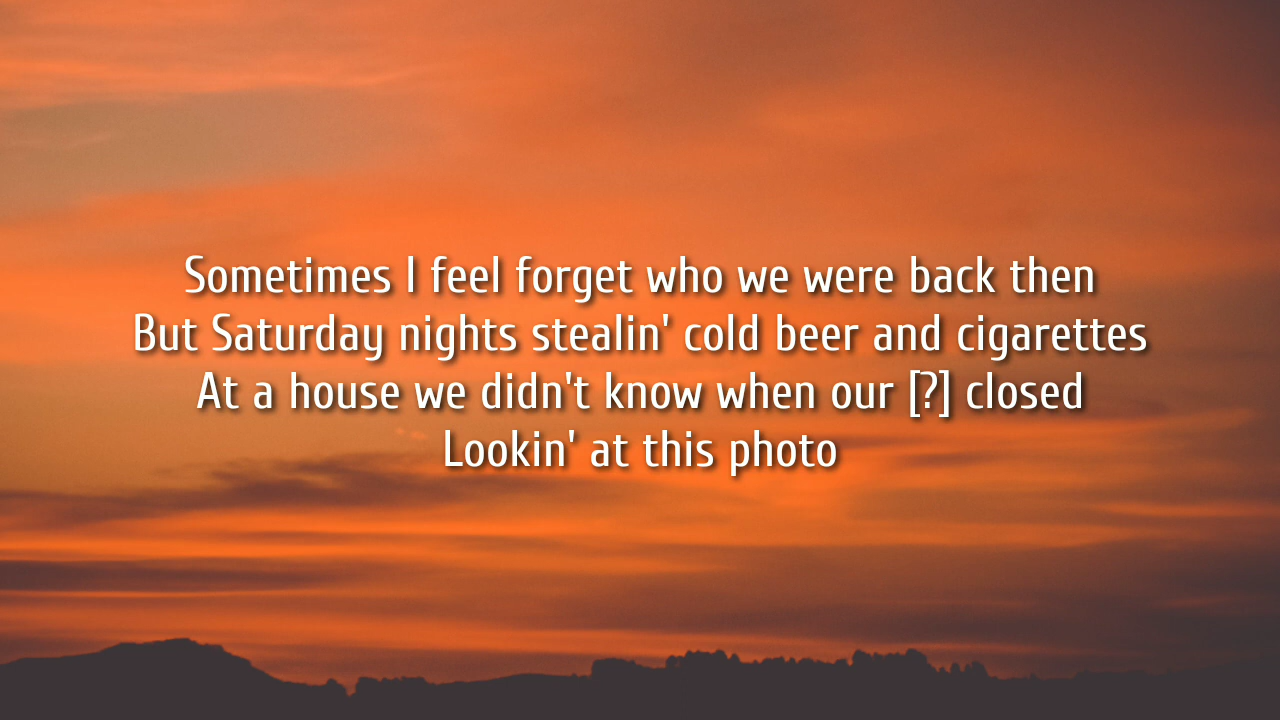 Sometimes I feel forget who we were back then
But Saturday nights stealin' cold beer and cigarettes
At a house we didn't know when our [?] closed
Lookin' at this photo